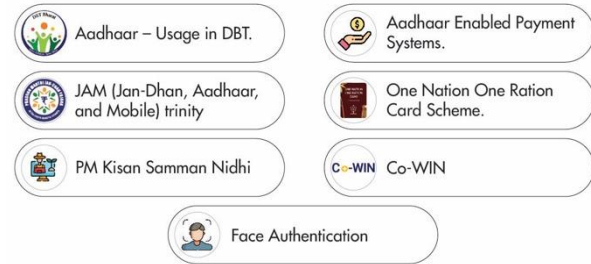 Aadhaar – Usage in DBT.
Aadhaar Enabled Payment
Systems.
JAM (Jan-Dhan, Aadhaar,
and Mobile) trinity
One Nation One Ration
Card Scheme.
PM Kisan Samman Nidhi
Co-WIN
Co-WIN
Face Authentication